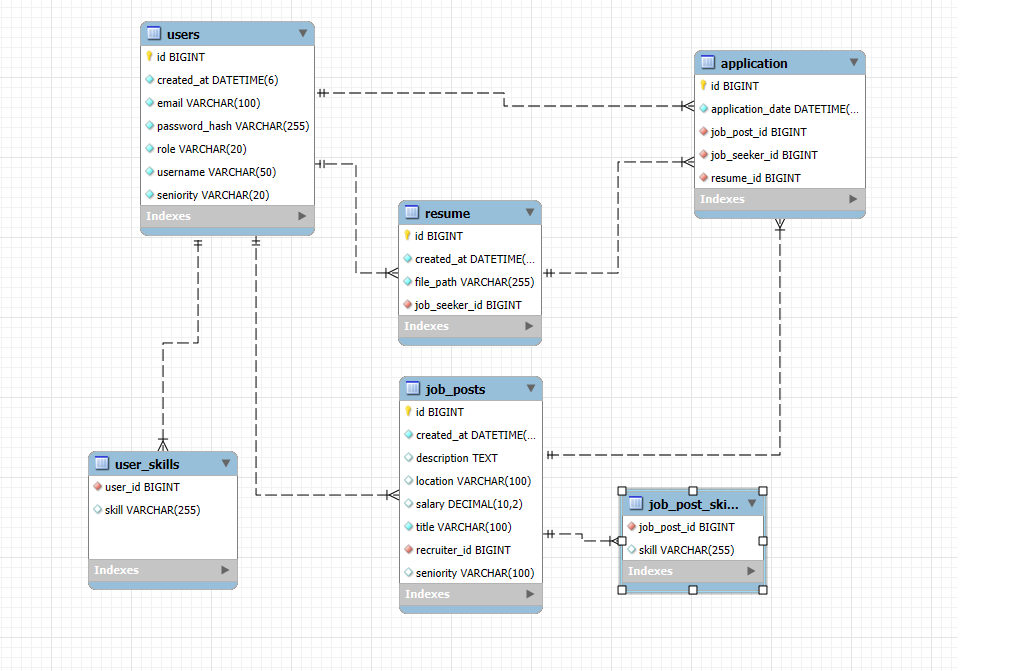 users
id BIGINT
created_at DATETIME(6)
email VARCHAR(100)
password_hash VARCHAR(255)
role VARCHAR(20)
username VARCHAR(50)
seniority VARCHAR(20)
Indexes
application
id BIGINT
application_date DATETIME(...
job_post_id BIGINT
job_seeker_id BIGINT
resume_id BIGINT
Indexes
resume
id BIGINT
created_at DATETIME(...
file_path VARCHAR(255)
job_seeker_id BIGINT
Indexes
job_posts
id BIGINT
created_at DATETIME(...
description TEXT
location VARCHAR(100)
salary DECIMAL(10,2)
title VARCHAR(100)
recruiter_id BIGINT
seniority VARCHAR(100)
Indexes
user_skills
user_id BIGINT
skill VARCHAR(255)
Indexes
job_post_ski...
job_post_id BIGINT
skill VARCHAR(255)
Indexes